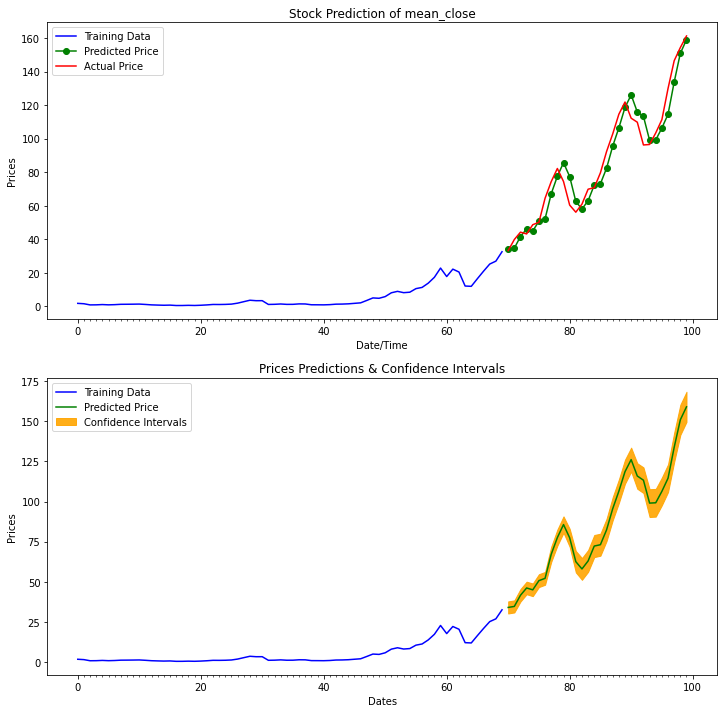 Stock Prediction of mean_close
Training Data
Predicted Price
Actual Price
160
140
120
100
80
60
40
20
0
Prices
0 20 40 60 80 100
Date/Time
Prices Predictions & Confidence Intervals
Training Data
Predicted Price
Confidence Intervals
175
150
125
100
75
50
25
0
Prices
0 20 40 60 80 100
Dates